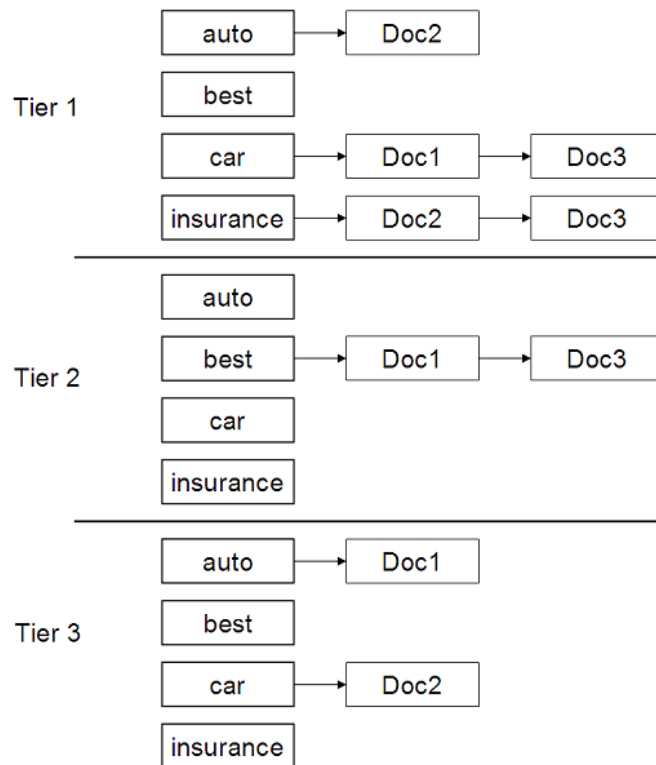 auto Doc2
Tier 1
best
car Doc1 Doc3
insurance Doc2 Doc3
auto
best Doc1 Doc3
Tier 2
car
insurance
auto Doc1
best
Tier 3
car Doc2
insurance